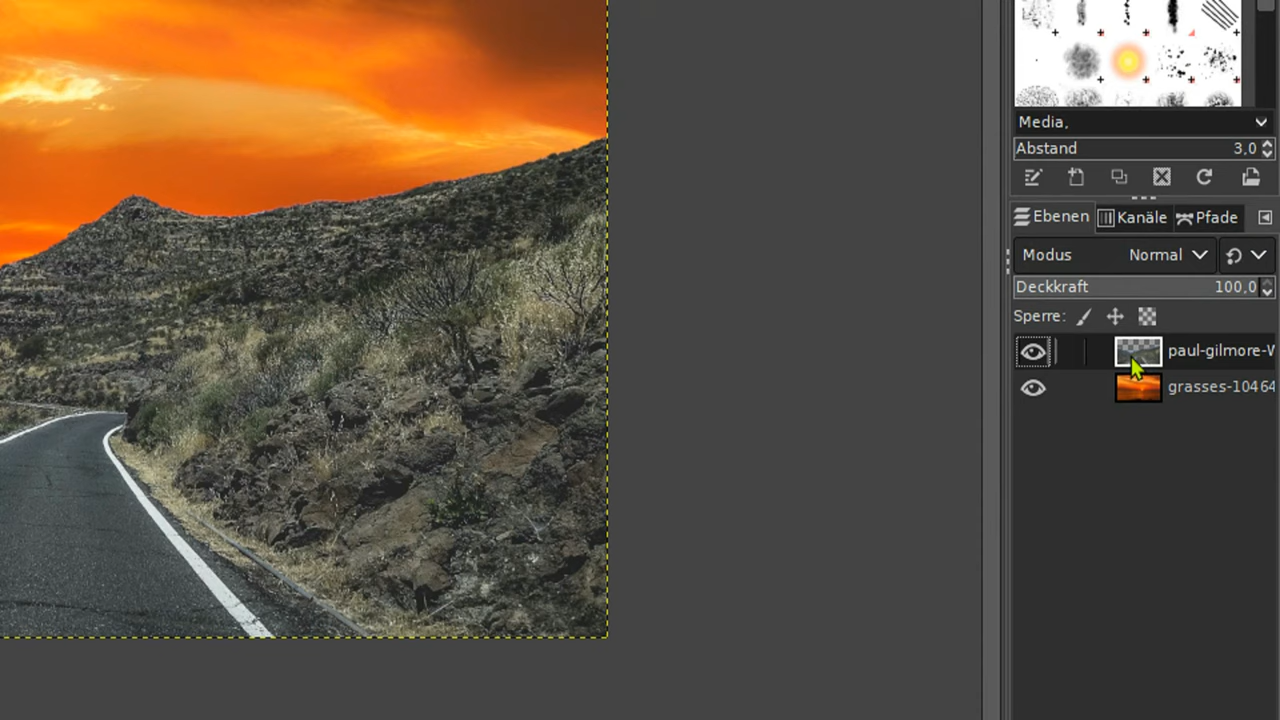 Media,
Abstand 3,0
Ebenen Kanäle Pfade
Modus Normal
Deckkraft 100,0
Sperre:
paul-gilmore-W
grasses-10464